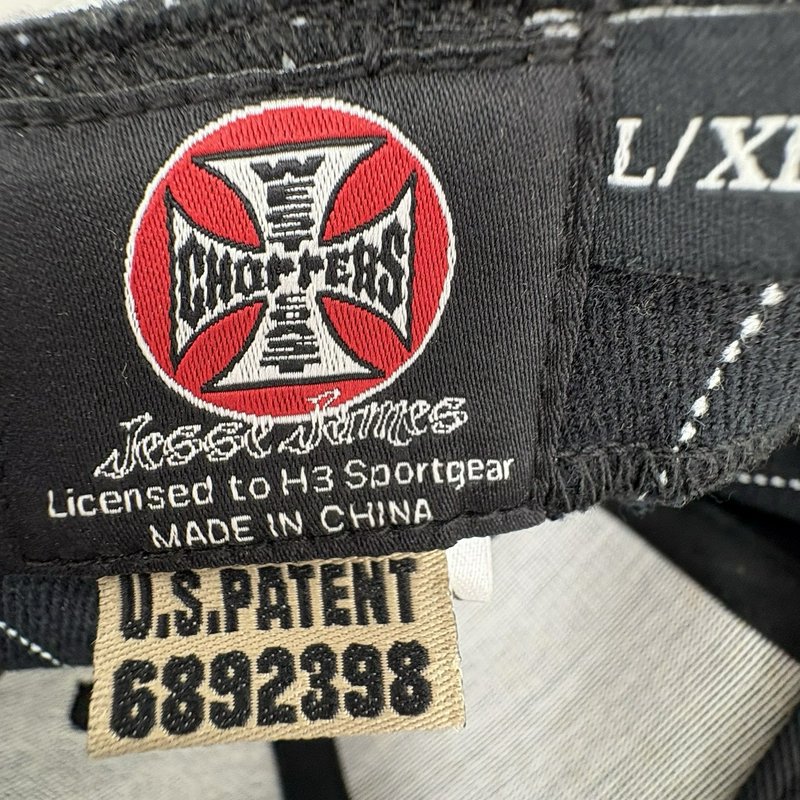 WEST
CHOPPERS
COAST
Jesse James
Licensed to H3 Sportgear
MADE IN CHINA
L/XL
U.S.PATENT
6892398